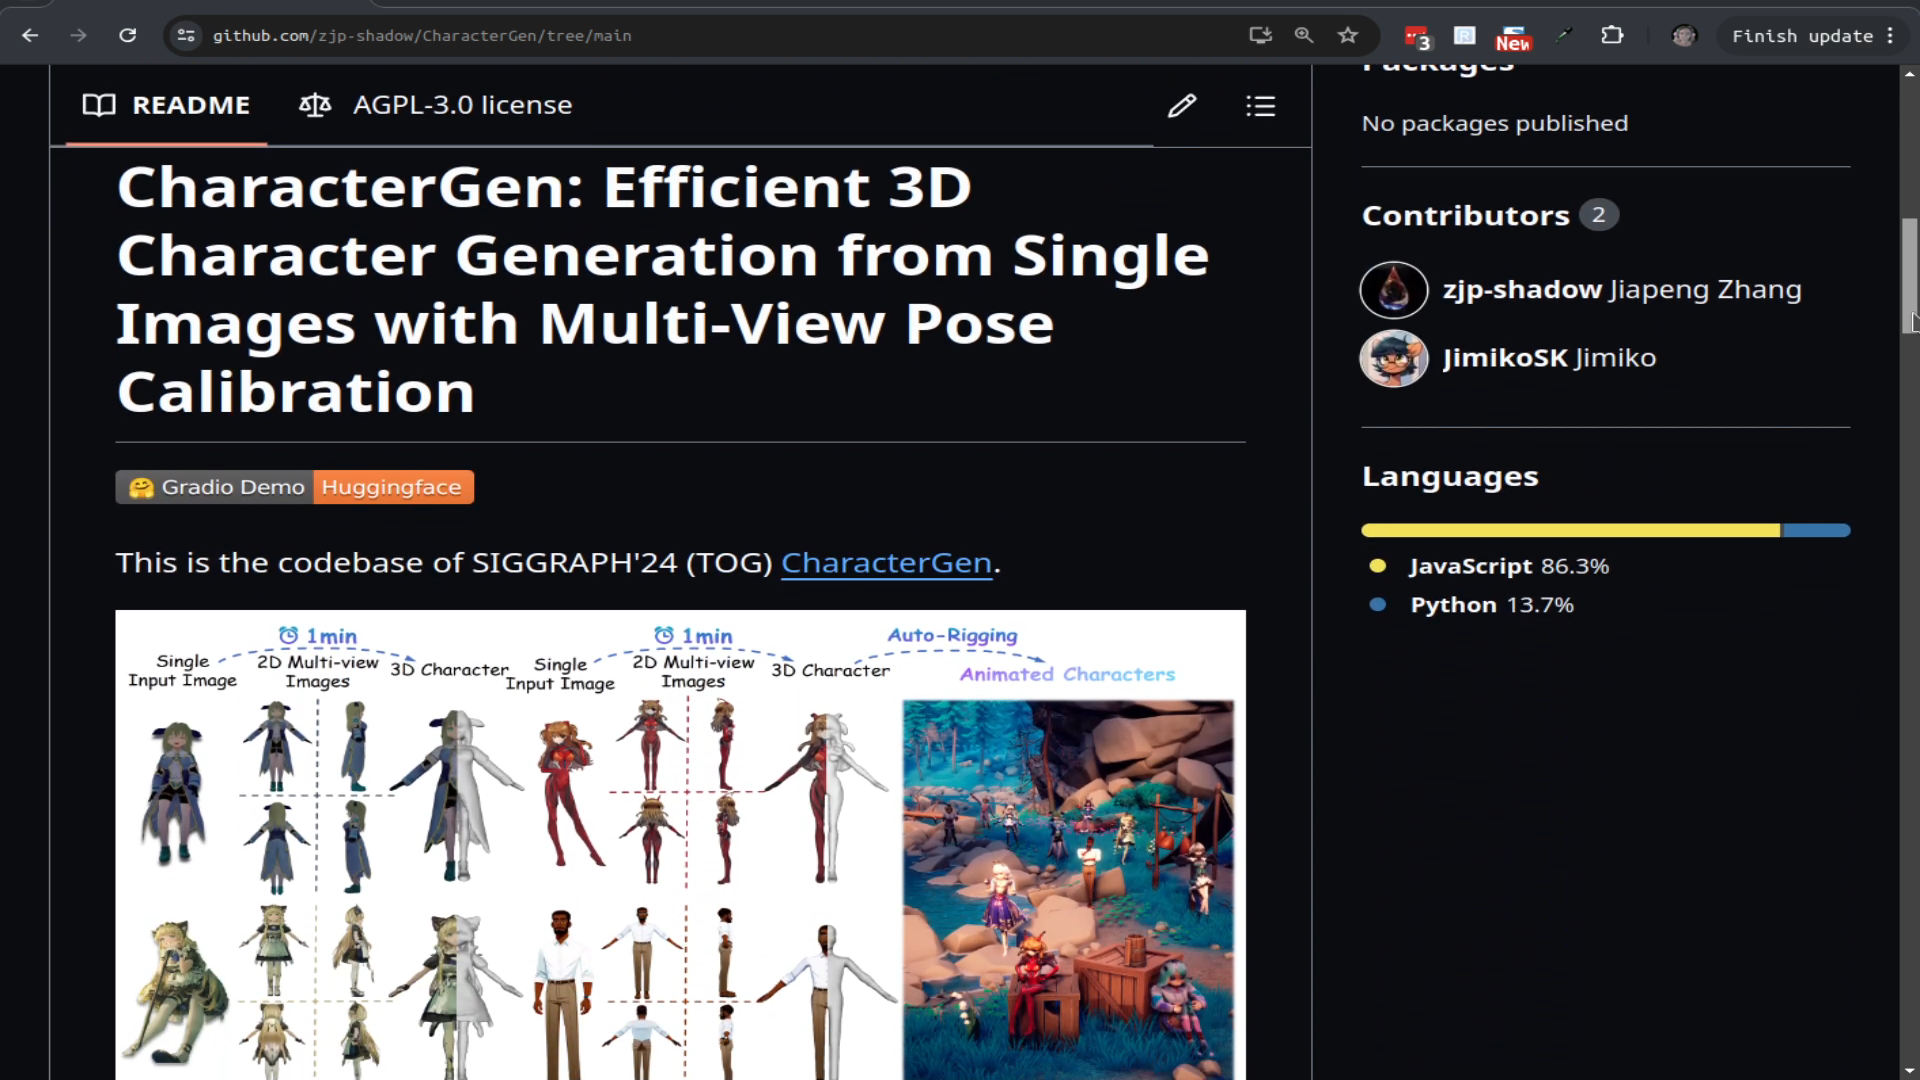 github.com/zjp-shadow/CharacterGen/tree/main
3
New
Finish update
README
AGPL-3.0 license
CharacterGen: Efficient 3D
Character Generation from Single
Images with Multi-View Pose
Calibration
Gradio Demo Huggingface
This is the codebase of SIGGRAPH'24 (TOG) CharacterGen.
1min
Single
Input Image
2D Multi-view
Images
3D Character
1min
Single
Input Image
2D Multi-view
Images
3D Character
Auto-Rigging
Animated Characters
Packages
No packages published
Contributors 2
zjp-shadow Jiapeng Zhang
JimikoSK Jimiko
Languages
JavaScript 86.3%
Python 13.7%